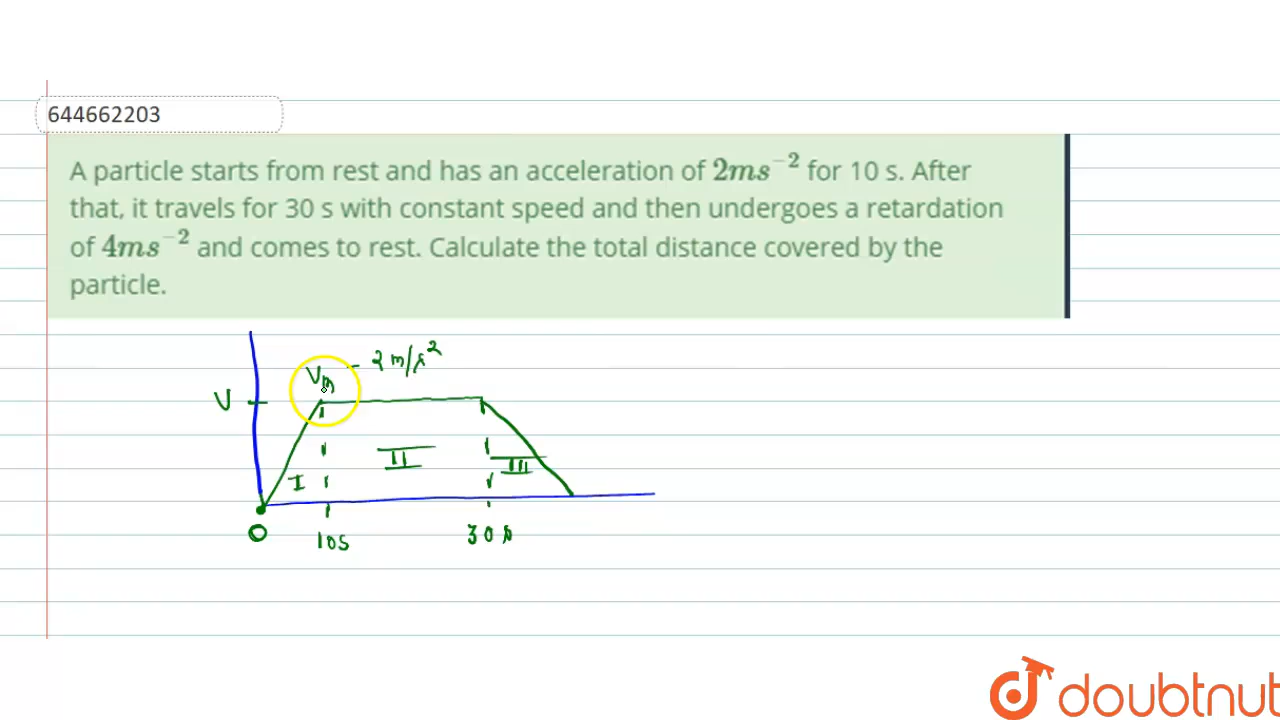 644662203
A particle starts from rest and has an acceleration of 2ms⁻² for 10 s. After
that, it travels for 30 s with constant speed and then undergoes a retardation
of 4ms⁻² and comes to rest. Calculate the total distance covered by the
particle.
Vm - 2 m/s²
V
II
III
I
O
10s
30 s
doubtnut